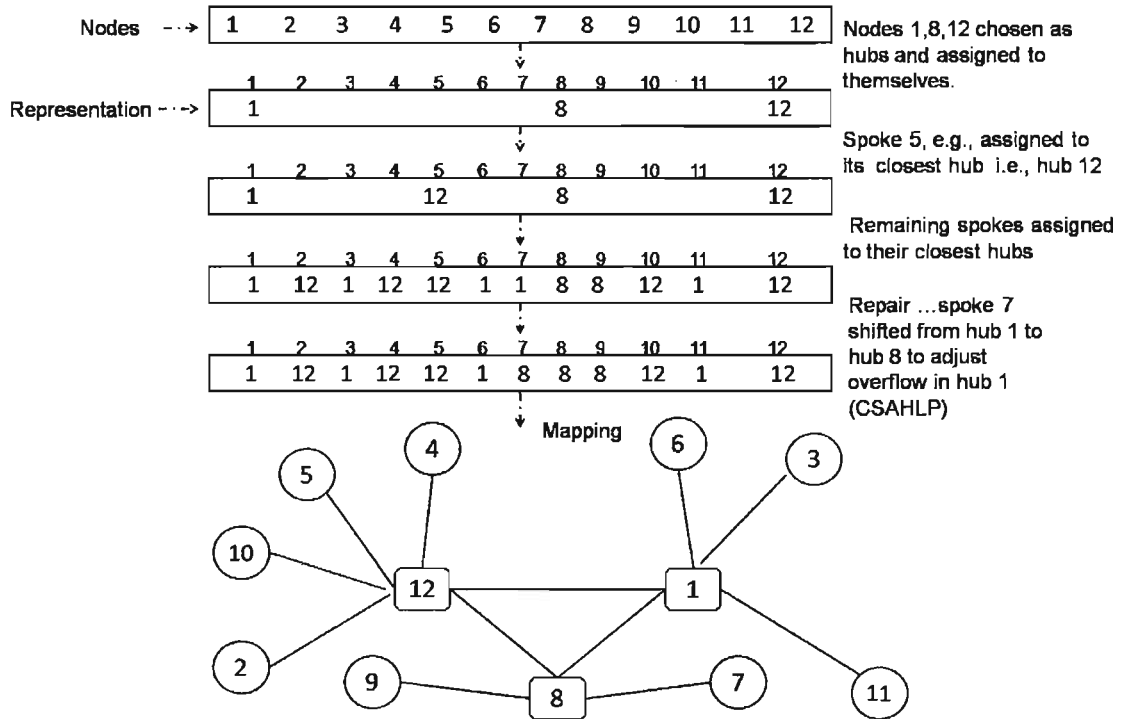 Nodes
1 2 3 4 5 6 7 8 9 10 11 12
Nodes 1,8,12 chosen as
hubs and assigned to
themselves.
1 2 3 4 5 6 7 8 9 10 11 12
Representation
1 8 12
Spoke 5, e.g., assigned to
its closest hub i.e., hub 12
1 2 3 4 5 6 7 8 9 10 11 12
1 12 8 12
Remaining spokes assigned
to their closest hubs
1 2 3 4 5 6 7 8 9 10 11 12
1 12 1 12 12 1 1 8 8 12 1 12
Repair ...spoke 7
shifted from hub 1 to
hub 8 to adjust
overflow in hub 1
(CSAHLP)
1 2 3 4 5 6 7 8 9 10 11 12
1 12 1 12 12 1 8 8 8 12 1 12
Mapping
4
6
3
5
10
12
1
2
9
8
7
11